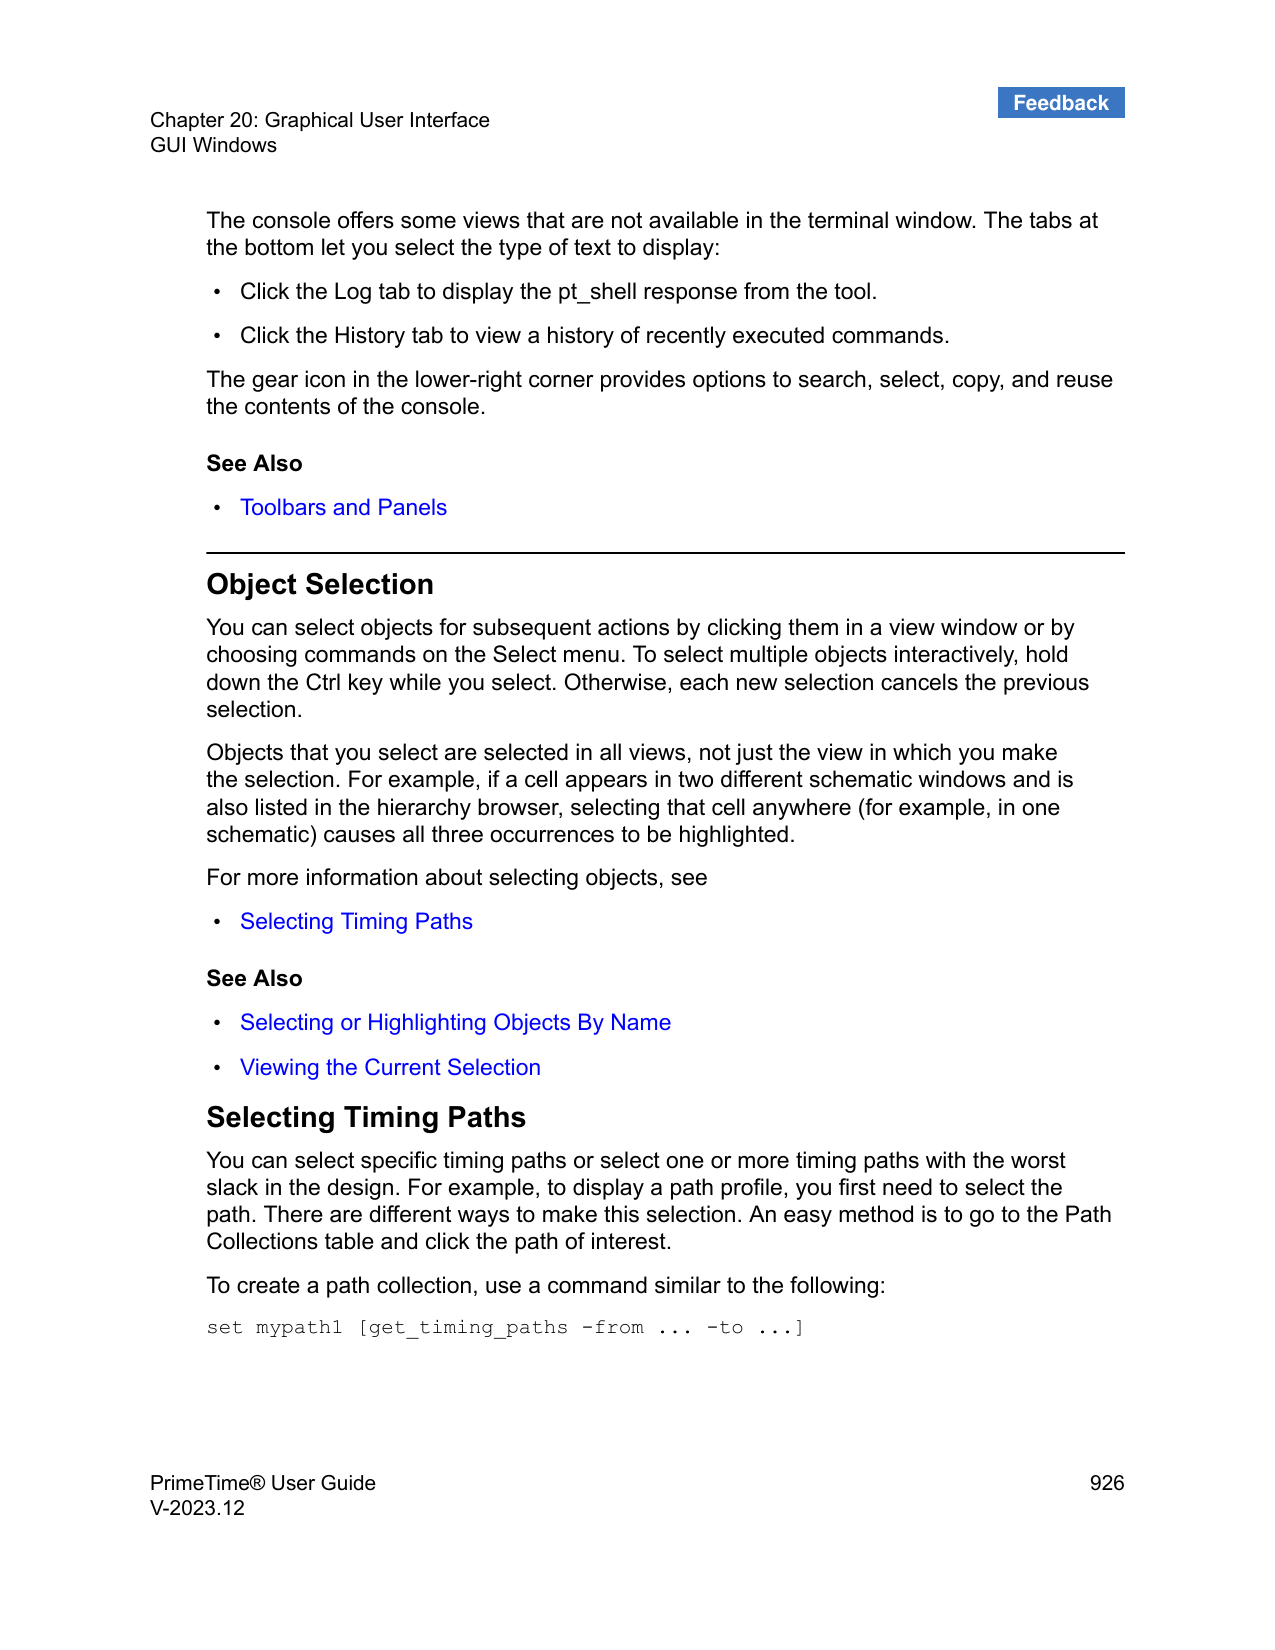 Feedback
Chapter 20: Graphical User Interface
GUI Windows
The console offers some views that are not available in the terminal window. The tabs at
the bottom let you select the type of text to display:
• Click the Log tab to display the pt_shell response from the tool.
• Click the History tab to view a history of recently executed commands.
The gear icon in the lower-right corner provides options to search, select, copy, and reuse
the contents of the console.
See Also
• Toolbars and Panels
Object Selection
You can select objects for subsequent actions by clicking them in a view window or by
choosing commands on the Select menu. To select multiple objects interactively, hold
down the Ctrl key while you select. Otherwise, each new selection cancels the previous
selection.
Objects that you select are selected in all views, not just the view in which you make
the selection. For example, if a cell appears in two different schematic windows and is
also listed in the hierarchy browser, selecting that cell anywhere (for example, in one
schematic) causes all three occurrences to be highlighted.
For more information about selecting objects, see
• Selecting Timing Paths
See Also
• Selecting or Highlighting Objects By Name
• Viewing the Current Selection
Selecting Timing Paths
You can select specific timing paths or select one or more timing paths with the worst
slack in the design. For example, to display a path profile, you first need to select the
path. There are different ways to make this selection. An easy method is to go to the Path
Collections table and click the path of interest.
To create a path collection, use a command similar to the following:
set mypath1 [get_timing_paths -from ... -to ...]
PrimeTime® User Guide 926
V-2023.12